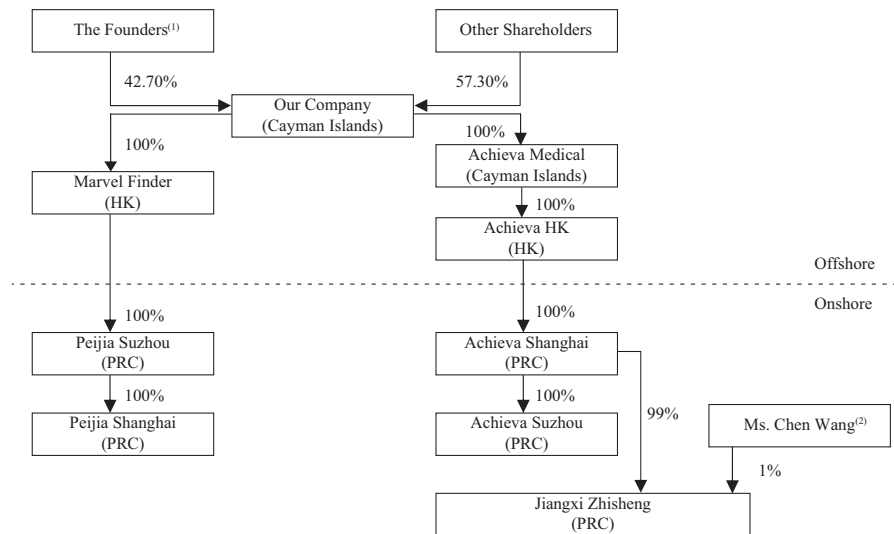 The Founders(1)
Other Shareholders
42.70%
57.30%
Our Company
(Cayman Islands)
100%
100%
Marvel Finder
(HK)
Achieva Medical
(Cayman Islands)
100%
Achieva HK
(HK)
Offshore
Onshore
100%
100%
Peijia Suzhou
(PRC)
Achieva Shanghai
(PRC)
100%
100%
99%
Peijia Shanghai
(PRC)
Achieva Suzhou
(PRC)
Ms. Chen Wang(2)
1%
Jiangxi Zhisheng
(PRC)